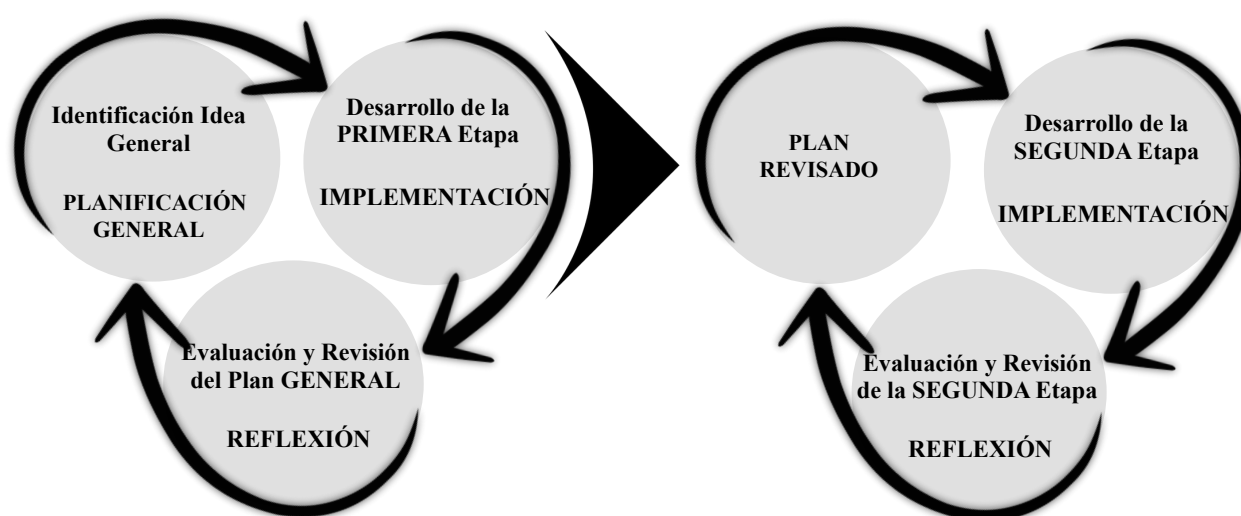 Identificación Idea
General
PLANIFICACIÓN
GENERAL
Desarrollo de la
PRIMERA Etapa
IMPLEMENTACIÓN
Evaluación y Revisión
del Plan GENERAL
REFLEXIÓN
PLAN
REVISADO
Desarrollo de la
SEGUNDA Etapa
IMPLEMENTACIÓN
Evaluación y Revisión
de la SEGUNDA Etapa
REFLEXIÓN